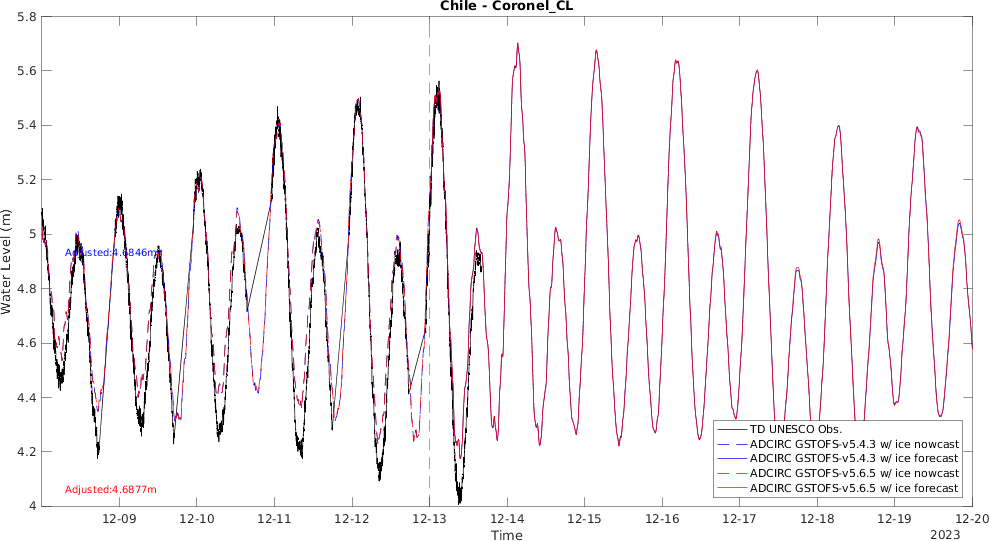 Chile - Coronel_CL
5.8
5.6
5.4
5.2
5
4.8
4.6
4.4
4.2
4
Water Level (m)
Adjusted:4.6846m
Adjusted:4.6877m
TD UNESCO Obs.
ADCIRC GSTOFS-v5.4.3 w/ ice nowcast
ADCIRC GSTOFS-v5.4.3 w/ ice forecast
ADCIRC GSTOFS-v5.6.5 w/ ice nowcast
ADCIRC GSTOFS-v5.6.5 w/ ice forecast
12-09 12-10 12-11 12-12 12-13 12-14 12-15 12-16 12-17 12-18 12-19 12-20
Time
2023